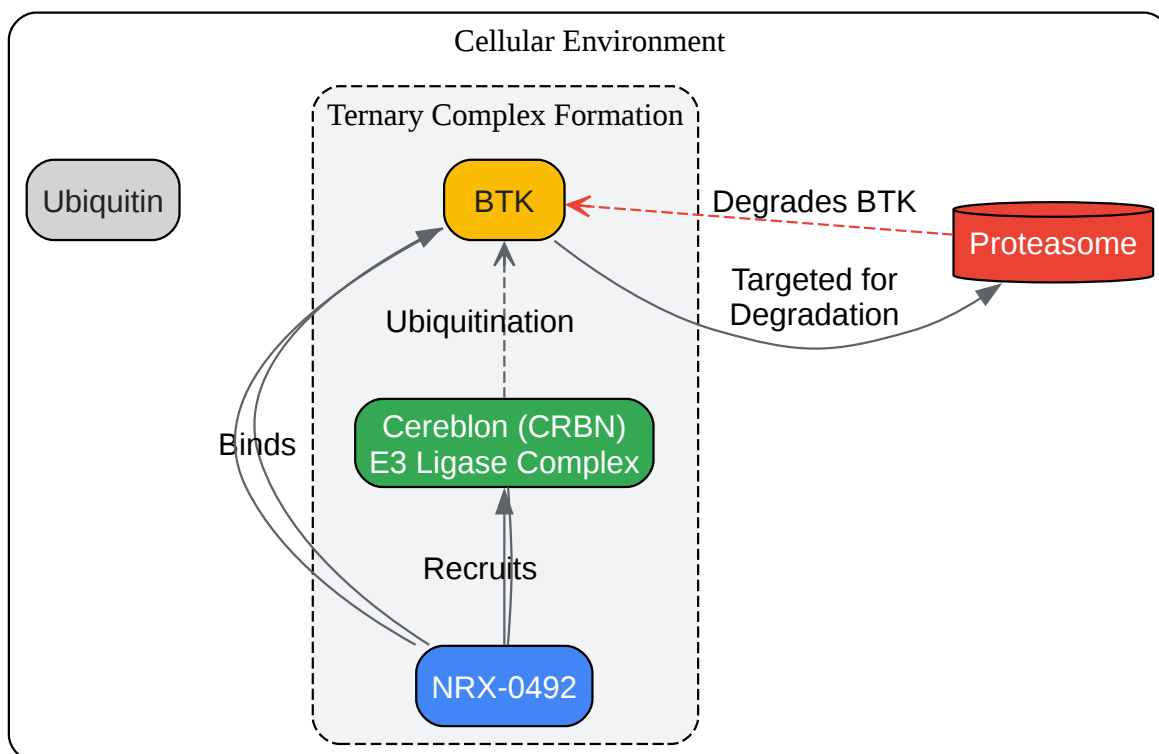 Cellular Environment
Ternary Complex Formation
Ubiquitin
BTK
Degrades BTK
Proteasome
Targeted for
Degradation
Ubiquitination
Cereblon (CRBN)
E3 Ligase Complex
Binds
Recruits
NRX-0492